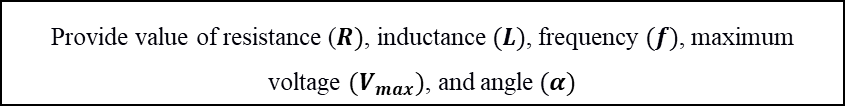 Provide value of resistance (R), inductance (L), frequency (f), maximum
voltage (Vmax), and angle (α)